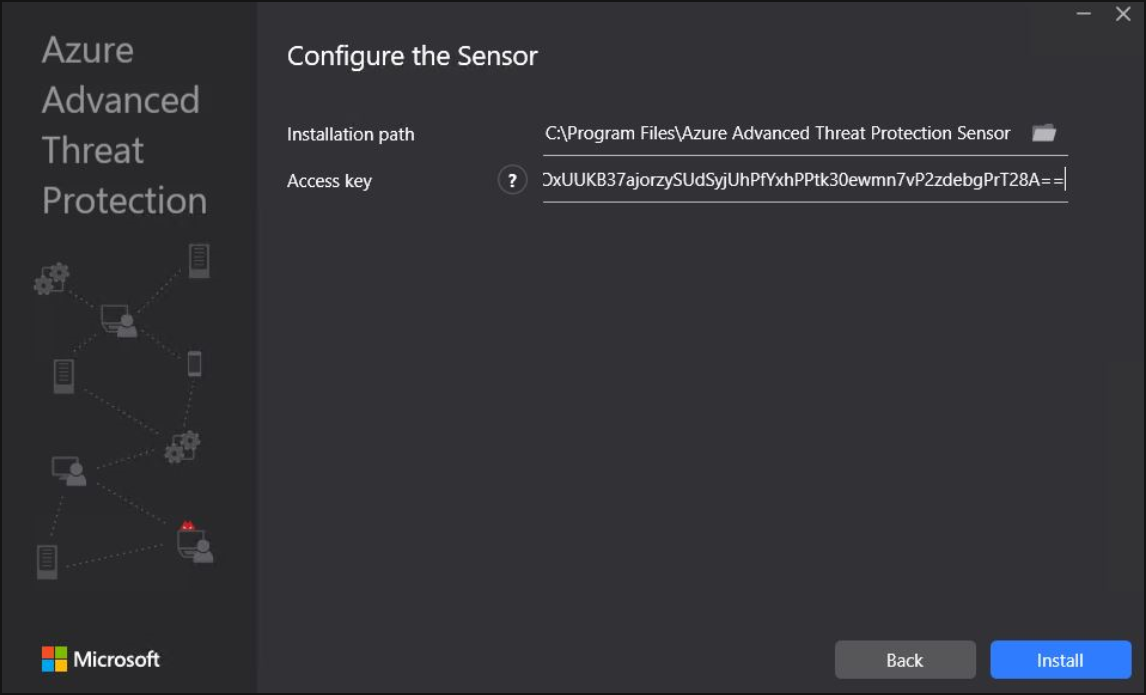 Azure
Advanced
Threat
Protection
Configure the Sensor
Installation path
C:\Program Files\Azure Advanced Threat Protection Sensor
Access key
?
OxUUKB37ajorzySUdSyjUhPfYxhPPtk30ewmn7vP2zdebgPrT28A==
Microsoft
Back
Install